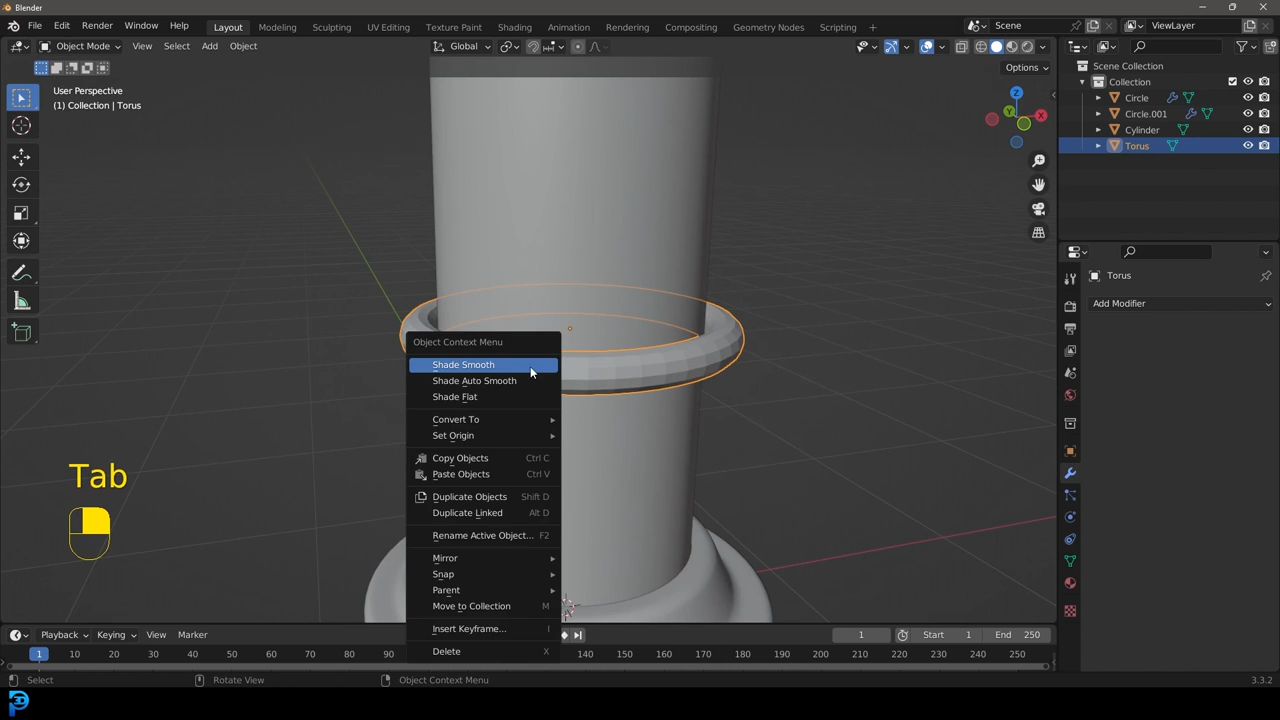 Blender
File Edit Render Window Help
Layout Modeling Sculpting UV Editing Texture Paint Shading Animation Rendering Compositing Geometry Nodes Scripting +
Scene
ViewLayer
Object Mode View Select Add Object
Global
Options
User Perspective
(1) Collection | Torus
Z
Y
X
Scene Collection
Collection
Circle
Circle.001
Cylinder
Torus
Torus
Add Modifier
Object Context Menu
Shade Smooth
Shade Auto Smooth
Shade Flat
Convert To
Set Origin
Copy Objects Ctrl C
Paste Objects Ctrl V
Duplicate Objects Shift D
Duplicate Linked Alt D
Rename Active Object... F2
Mirror
Snap
Parent
Move to Collection M
Insert Keyframe... I
Delete X
Tab
Playback Keying View Marker
1 Start 1 End 250
1 10 20 30 40 50 60 70 80 90 140 150 160 170 180 190 200 210 220 230 240 250
Select Rotate View Object Context Menu 3.3.2